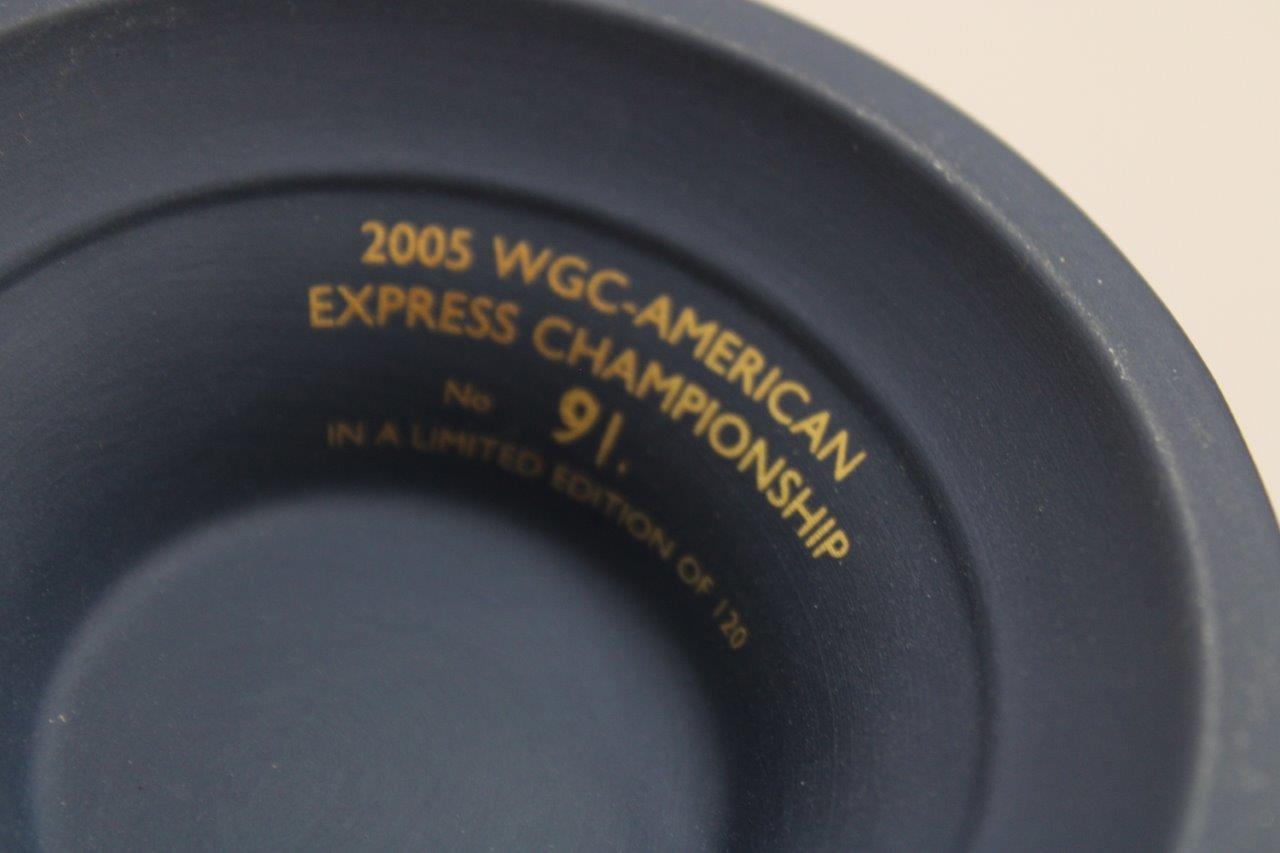 2005 WGC-AMERICAN
EXPRESS CHAMPIONSHIP
No 91.
IN A LIMITED EDITION OF 120